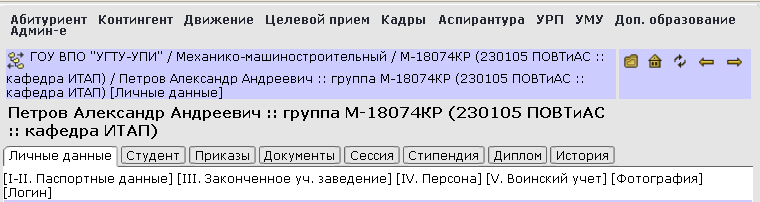 Абитуриент Контингент Движение Целевой прием Кадры Аспирантура УРП УМУ Доп. образование
Админ-е
ГОУ ВПО "УГТУ-УПИ" / Механико-машиностроительный / М-18074КР (230105 ПОВТиАС ::
кафедра ИТАП) / Петров Александр Андреевич :: группа М-18074КР (230105 ПОВТиАС ::
кафедра ИТАП) [Личные данные]
Петров Александр Андреевич :: группа М-18074КР (230105 ПОВТиАС
:: кафедра ИТАП)
Личные данные Студент Приказы Документы Сессия Стипендия Диплом История
[I-II. Паспортные данные] [III. Законченное уч. заведение] [IV. Персона] [V. Воинский учет] [Фотография]
[Логин]